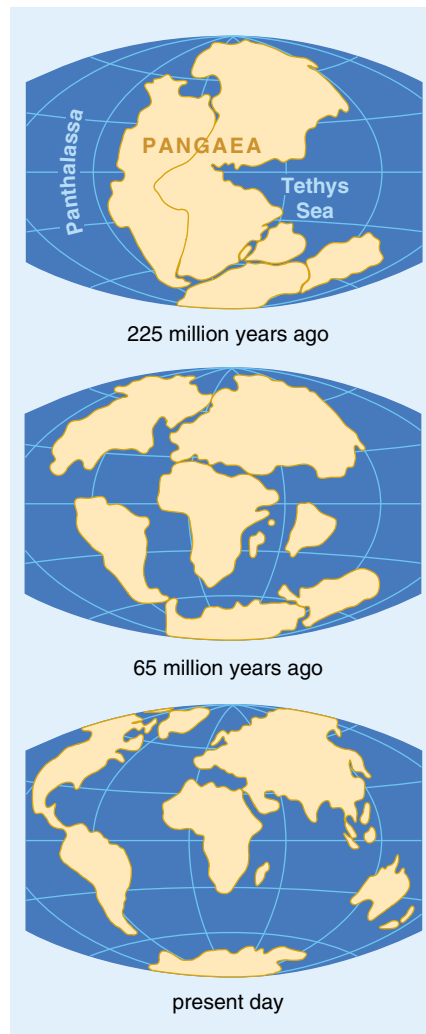 Panthalassa
PANGAEA
Tethys
Sea
225 million years ago
65 million years ago
present day